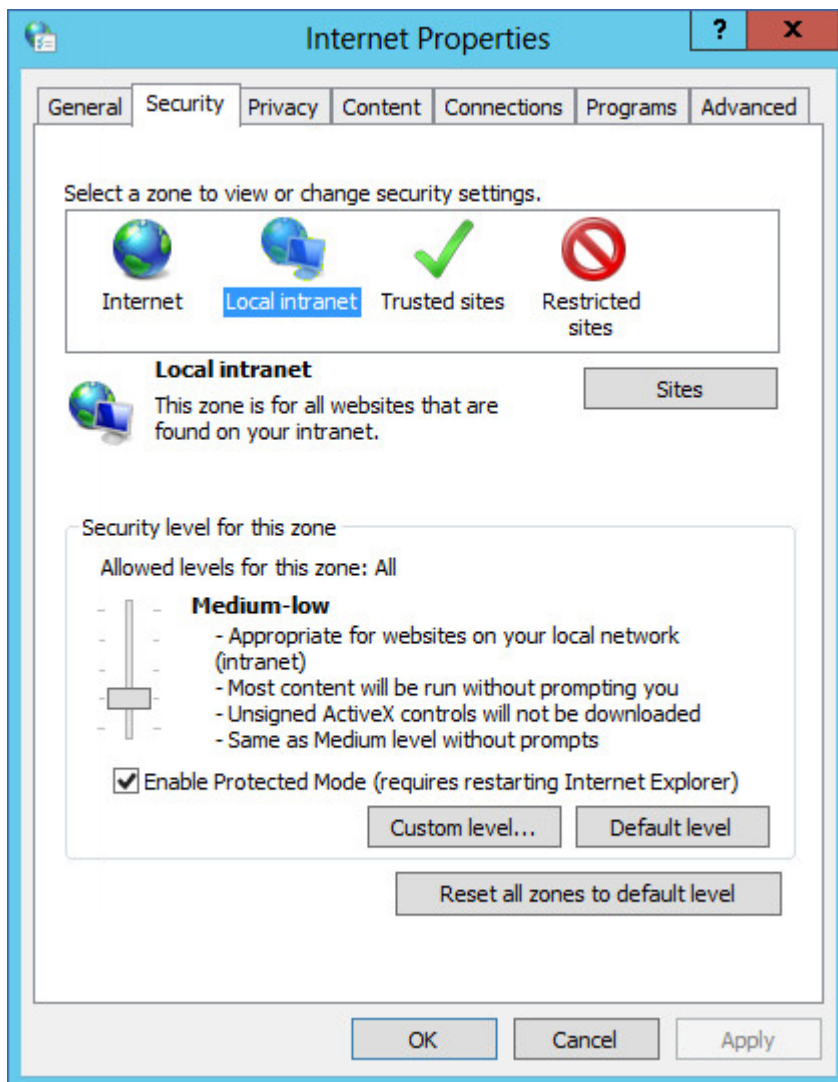 Internet Properties
? x
General Security Privacy Content Connections Programs Advanced
Select a zone to view or change security settings.
Internet Local intranet Trusted sites Restricted
sites
Local intranet
Sites
This zone is for all websites that are
found on your intranet.
Security level for this zone
Allowed levels for this zone: All
Medium-low
- Appropriate for websites on your local network
(intranet)
- Most content will be run without prompting you
- Unsigned ActiveX controls will not be downloaded
- Same as Medium level without prompts
Enable Protected Mode (requires restarting Internet Explorer)
Custom level... Default level
Reset all zones to default level
OK Cancel Apply